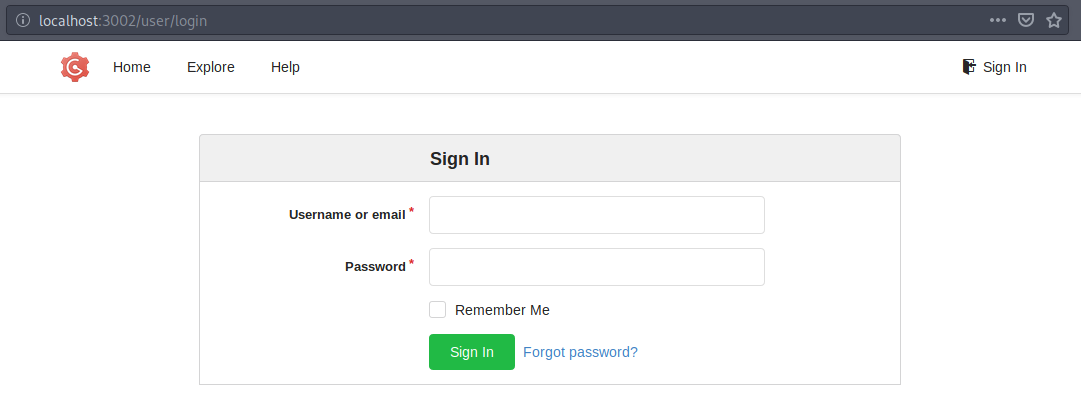 localhost:3002/user/login
Home Explore Help Sign In
Sign In
Username or email *
Password *
Remember Me
Sign In Forgot password?